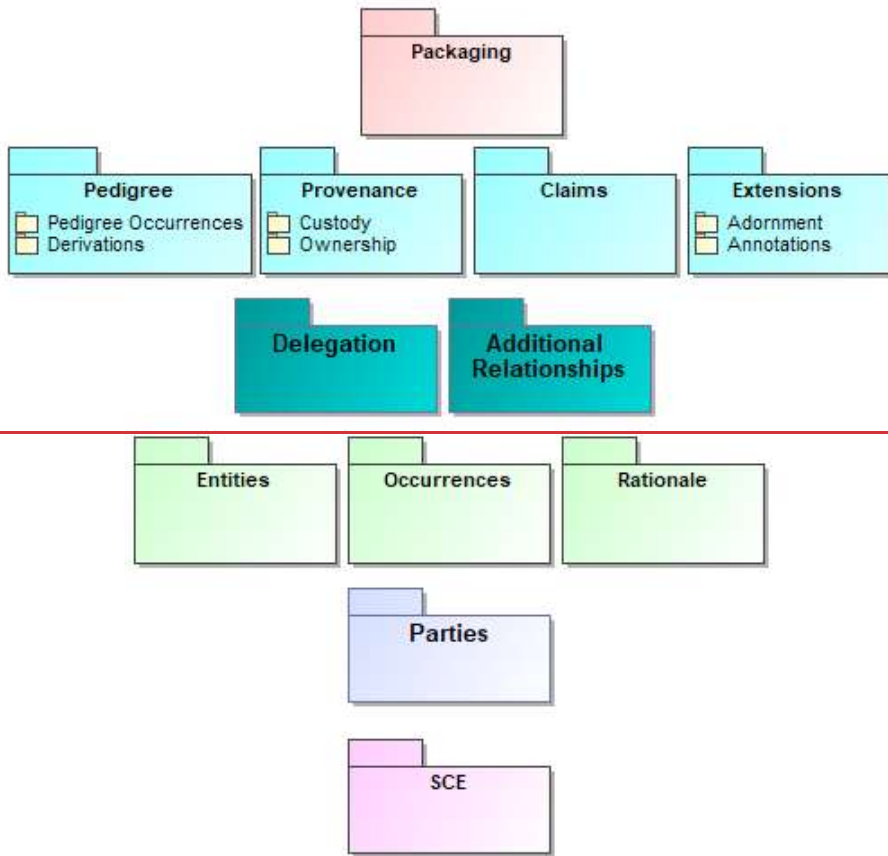 Packaging
Pedigree
Pedigree Occurrences
Derivations
Provenance
Custody
Ownership
Claims
Extensions
Adornment
Annotations
Delegation
Additional
Relationships
Entities
Occurrences
Rationale
Parties
SCE